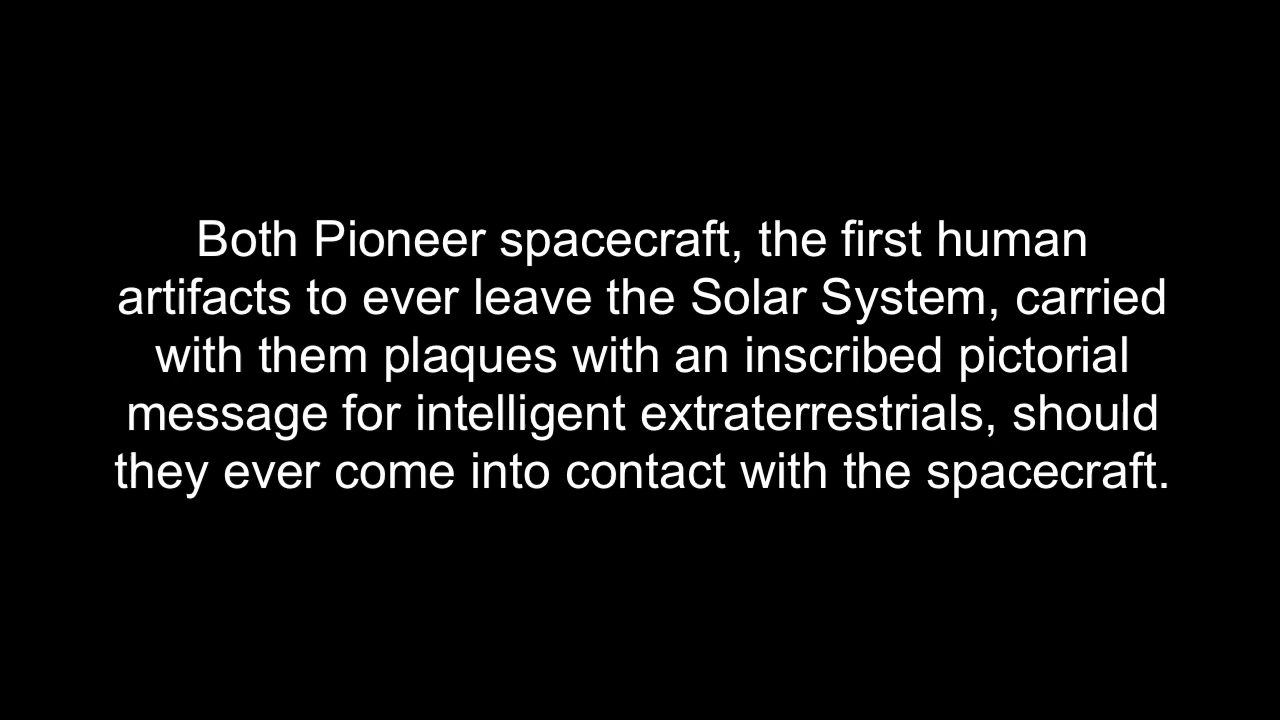 Both Pioneer spacecraft, the first human
artifacts to ever leave the Solar System, carried
with them plaques with an inscribed pictorial
message for intelligent extraterrestrials, should
they ever come into contact with the spacecraft.